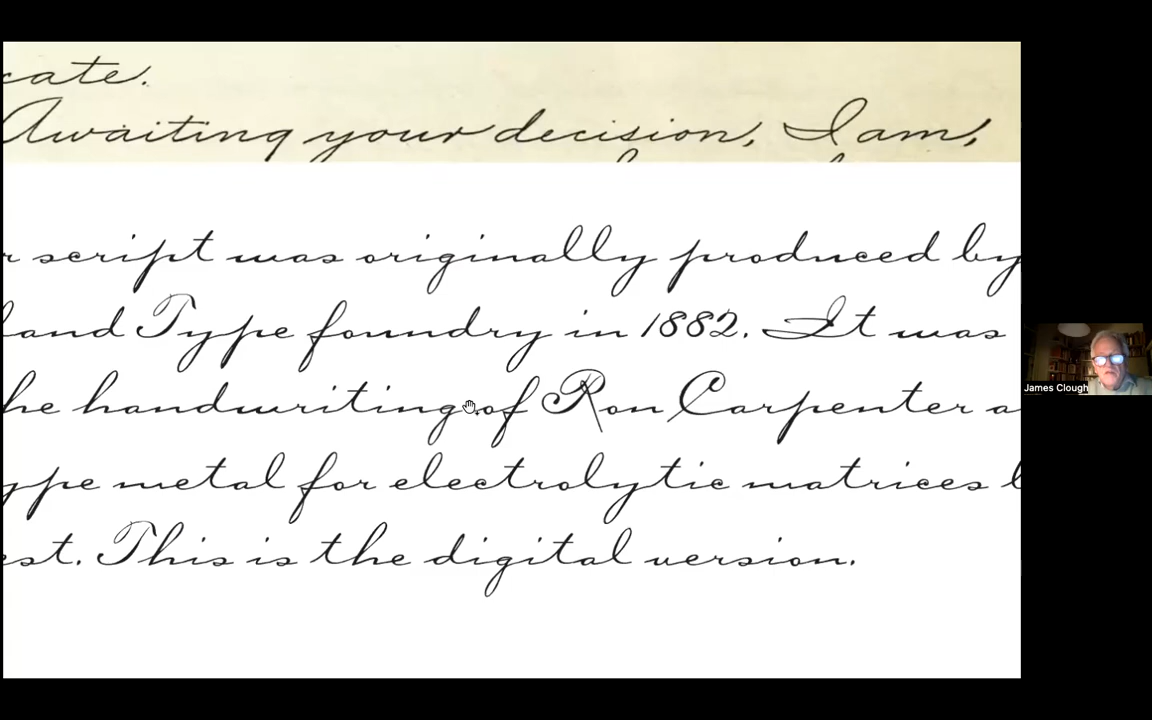 cate.
Awaiting your decision, I am,
r script was originally produced by
land Type foundry in 1882. It was
he handwriting of Ron Carpenter a
ype metal for electrolytic matrices b
est. This is the digital version.
James Clough